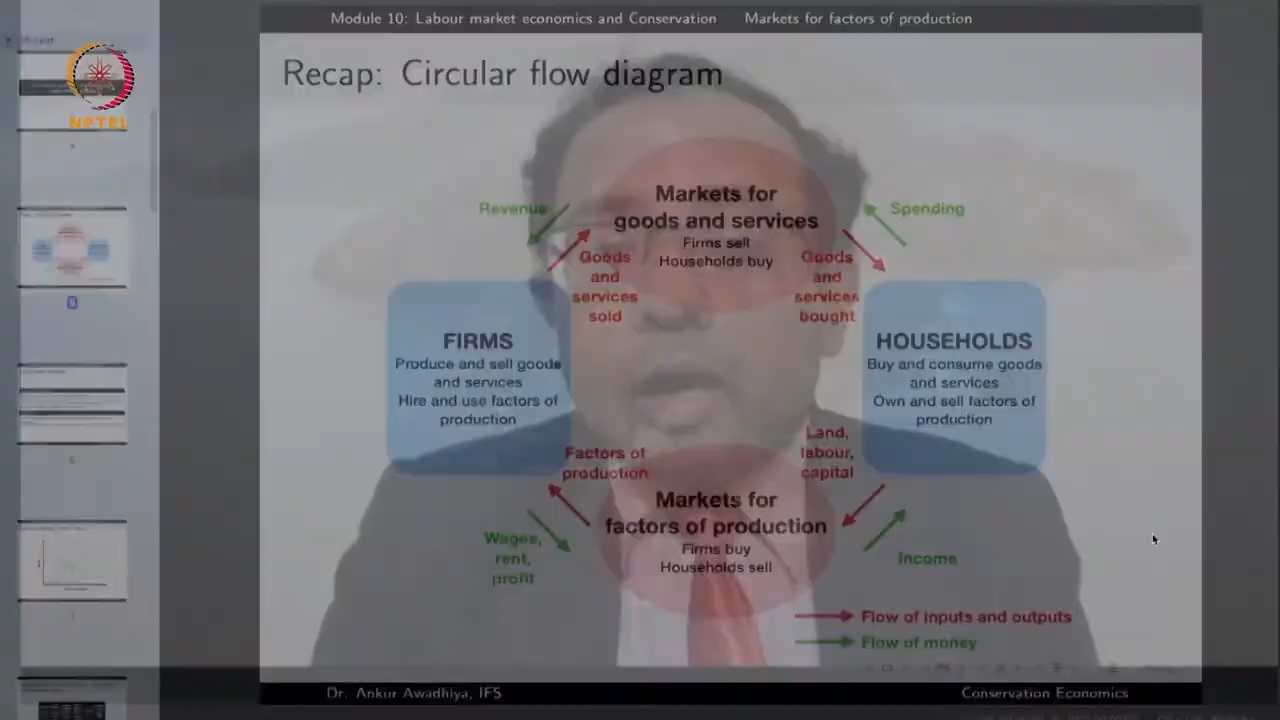 Module 10: Labour market economics and Conservation Markets for factors of production
NPTEL
Recap: Circular flow diagram
Markets for
goods and services
Firms sell
Households buy
Revenue
Spending
Goods
and
services
sold
Goods
and
services
bought
FIRMS
Produce and sell goods
and services
Hire and use factors of
production
HOUSEHOLDS
Buy and consume goods
and services
Own and sell factors of
production
Factors of
production
Land,
labour,
capital
Markets for
factors of production
Firms buy
Households sell
Wages,
rent,
profit
Income
Flow of inputs and outputs
Flow of money
Dr. Ankur Awadhiya, IFS
Conservation Economics